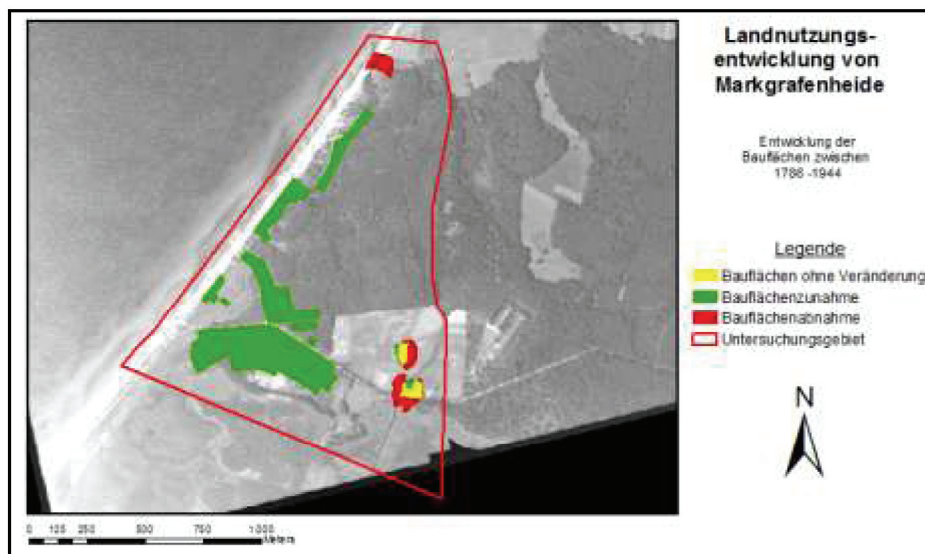 Landnutzungs-
entwicklung von
Markgrafenheide
Entwicklung der
Bauflächen zwischen
1786 -1944
Legende
Bauflächen ohne Veränderung
Bauflächenzunahme
Bauflächenabnahme
Untersuchungsgebiet
N
0 125 250 500 750 1 000
Meters